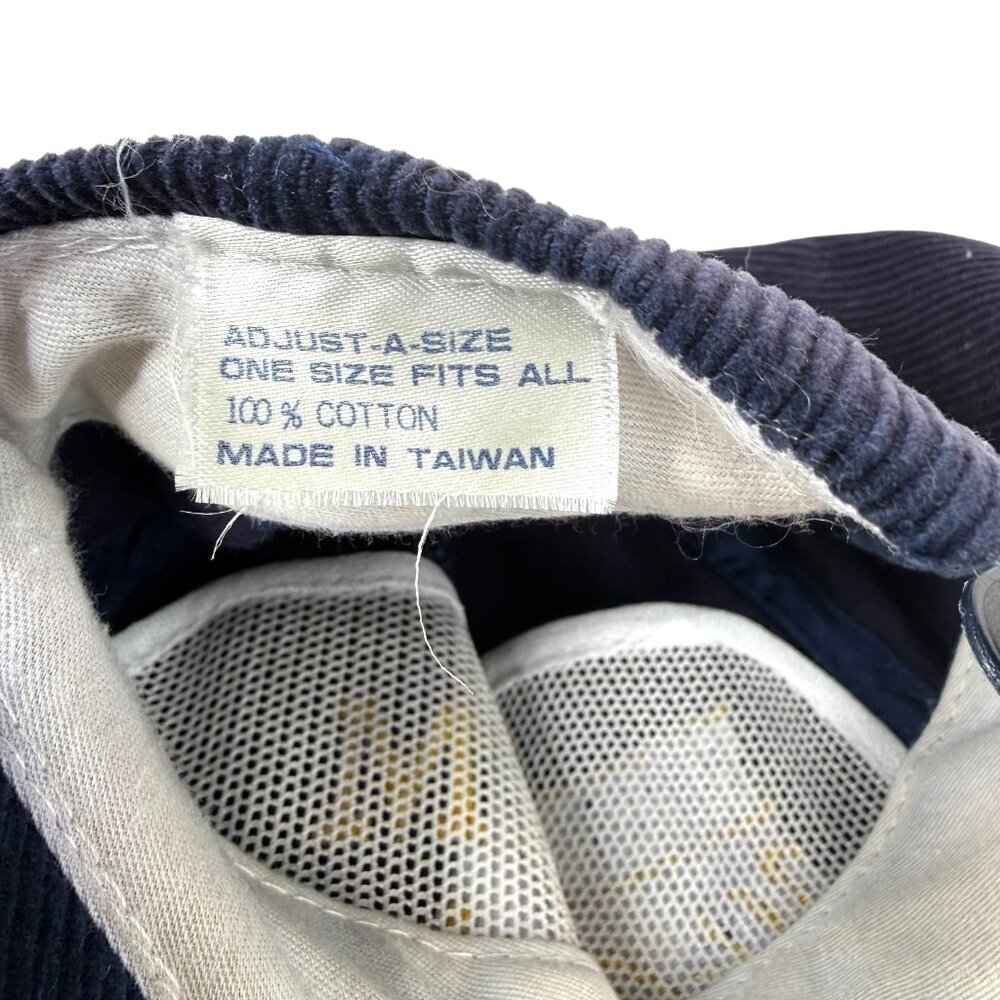 ADJUST-A-SIZE
ONE SIZE FITS ALL
100% COTTON
MADE IN TAIWAN